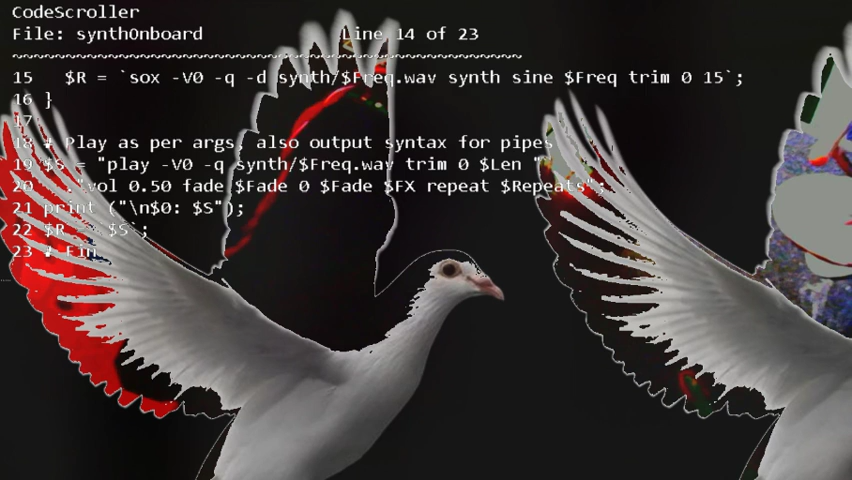 CodeScroller
File: synthOnboard Line 14 of 23
~~~~~~~~~~~~~~~~~~~~~~~~~~~~~~~~~~~~~~~~~~~~~~~~~~~~~~~~~~~~~~~~
15 $R = `sox -V0 -q -d synth/$Freq.wav synth sine $Freq trim 0 15`;
16 }
17
18 # Play as per args, also output syntax for pipes
19 $S = "play -V0 -q synth/$Freq.wav trim 0 $Len "
20 ."vol 0.50 fade $Fade 0 $Fade $FX repeat $Repeats";
21 print ("\n$0: $S");
22 $R = `$S`;
23 # Fin